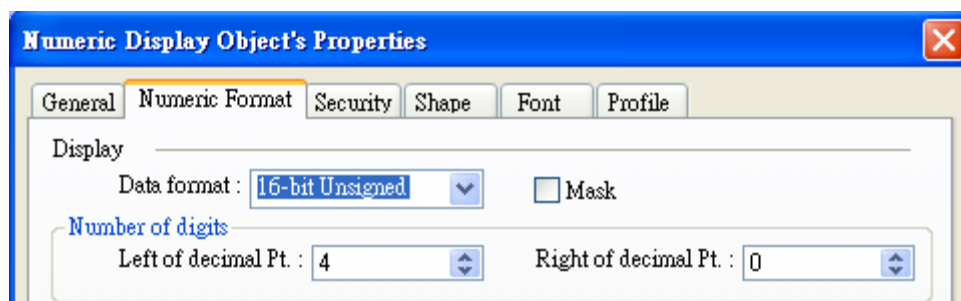 Numeric Display Object's Properties
General Numeric Format Security Shape Font Profile
Display
Data format : 16-bit Unsigned Mask
Number of digits
Left of decimal Pt. : 4 Right of decimal Pt. : 0